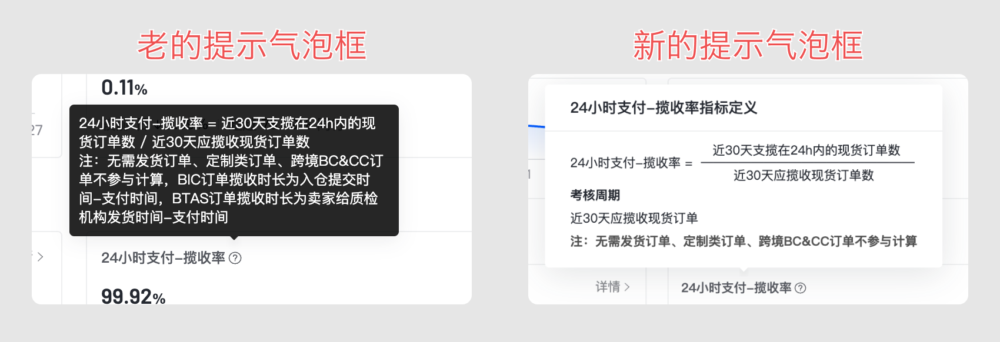 老的提示气泡框
0.11%
27
24小时支付-揽收率 = 近30天支揽在24h内的现
货订单数 / 近30天应揽收现货订单数
注：无需发货订单、定制类订单、跨境BC&CC订
单不参与计算，BIC订单揽收时长为入仓提交时
间-支付时间，BTAS订单揽收时长为卖家给质检
机构发货时间-支付时间
24小时支付-揽收率
99.92%
新的提示气泡框
24小时支付-揽收率指标定义
24小时支付-揽收率 =
近30天支揽在24h内的现货订单数
近30天应揽收现货订单数
考核周期
近30天应揽收现货订单
注：无需发货订单、定制类订单、跨境BC&CC订单不参与计算
详情
24小时支付-揽收率